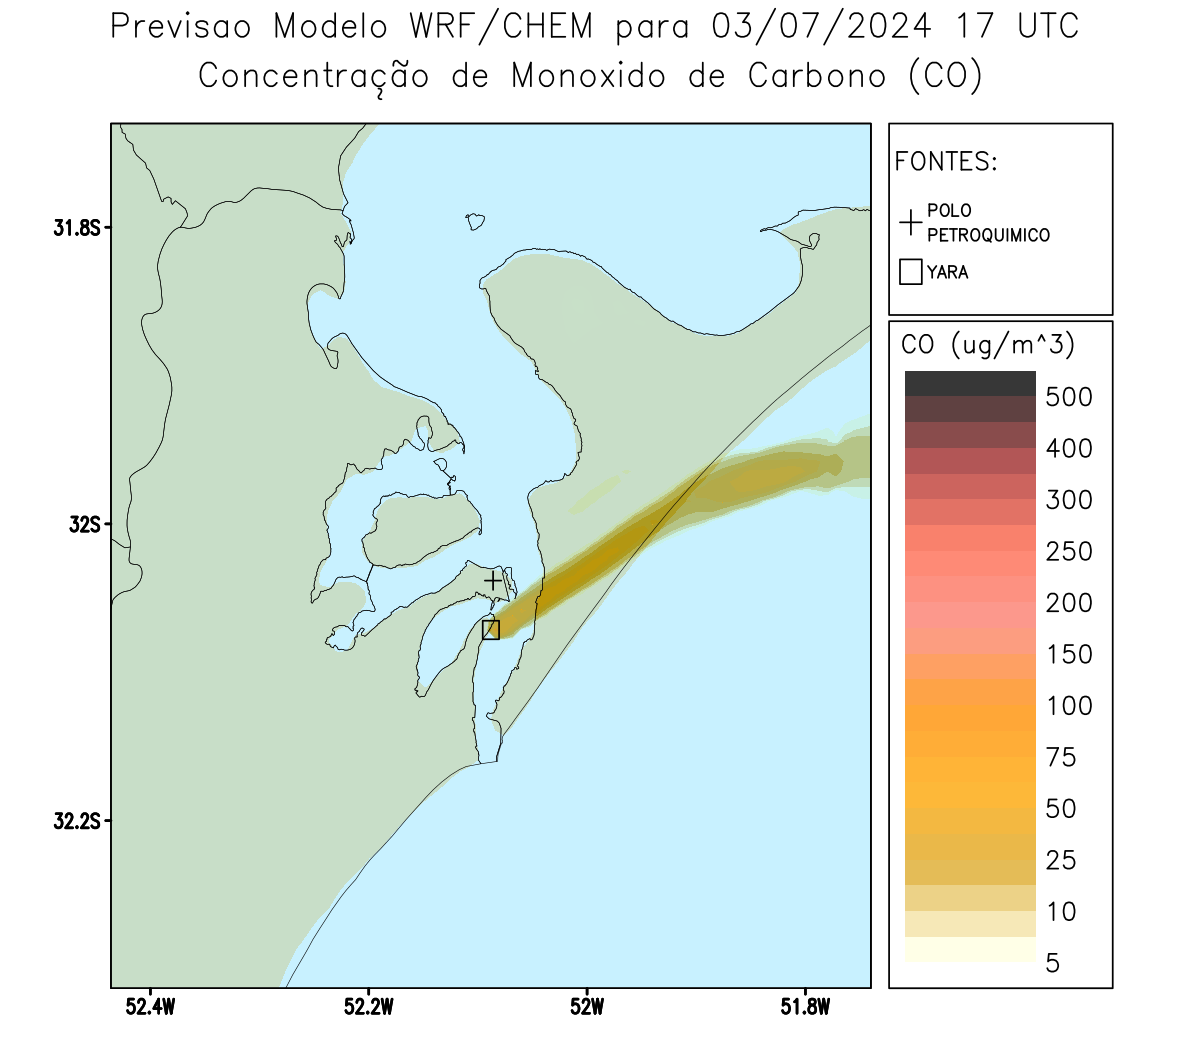 Previsao Modelo WRF/CHEM para 03/07/2024 17 UTC
Concentração de Monoxido de Carbono (CO)
FONTES:
POLO
PETROQUIMICO
YARA
CO (ug/m^3)
500
400
300
250
200
150
100
75
50
25
10
5
31.8S
32S
32.2S
52.4W
52.2W
52W
51.8W